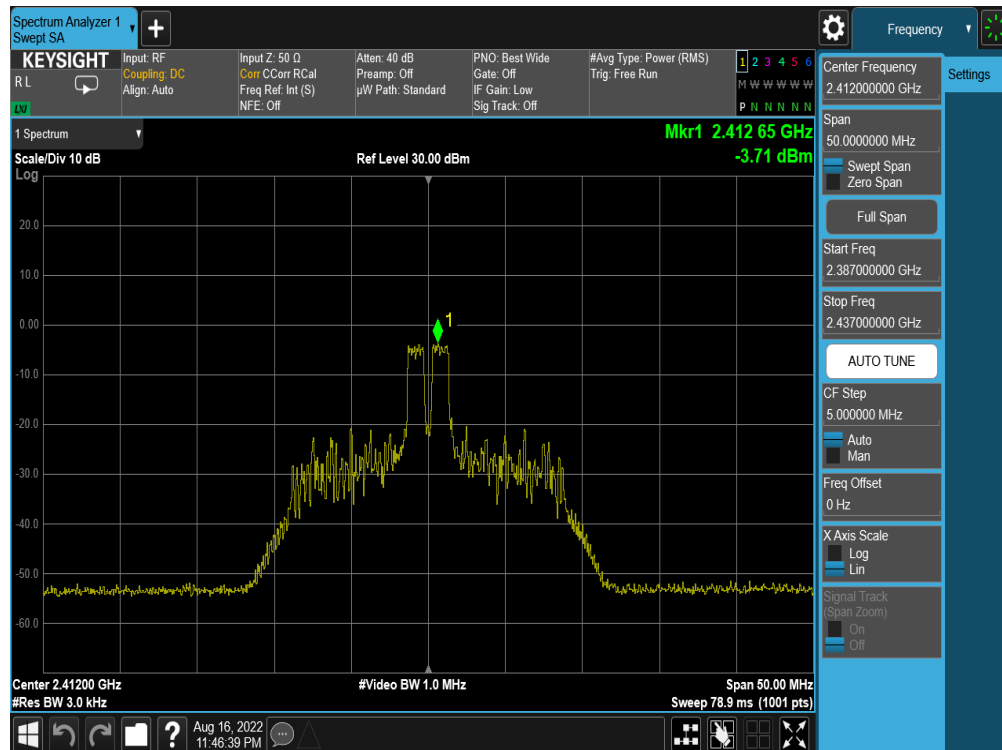 Spectrum Analyzer 1
Swept SA
Frequency
KEYSIGHT
R L
LXI
Input: RF
Coupling: DC
Align: Auto
Input Z: 50 Ω
Corr CCorr RCal
Freq Ref: Int (S)
NFE: Off
Atten: 40 dB
Preamp: Off
µW Path: Standard
PNO: Best Wide
Gate: Off
IF Gain: Low
Sig Track: Off
#Avg Type: Power (RMS)
Trig: Free Run
1 2 3 4 5 6
M W W W W W
P N N N N N
1 Spectrum
Scale/Div 10 dB
Ref Level 30.00 dBm
Mkr1 2.412 65 GHz
-3.71 dBm
Log
20.0
10.0
0.00
-10.0
-20.0
-30.0
-40.0
-50.0
-60.0
1
Center 2.41200 GHz
#Res BW 3.0 kHz
#Video BW 1.0 MHz
Span 50.00 MHz
Sweep 78.9 ms (1001 pts)
Center Frequency
2.412000000 GHz
Settings
Span
50.0000000 MHz
Swept Span
Zero Span
Full Span
Start Freq
2.387000000 GHz
Stop Freq
2.437000000 GHz
AUTO TUNE
CF Step
5.000000 MHz
Auto
Man
Freq Offset
0 Hz
X Axis Scale
Log
Lin
Signal Track
(Span Zoom)
On
Off
?
Aug 16, 2022
11:46:39 PM